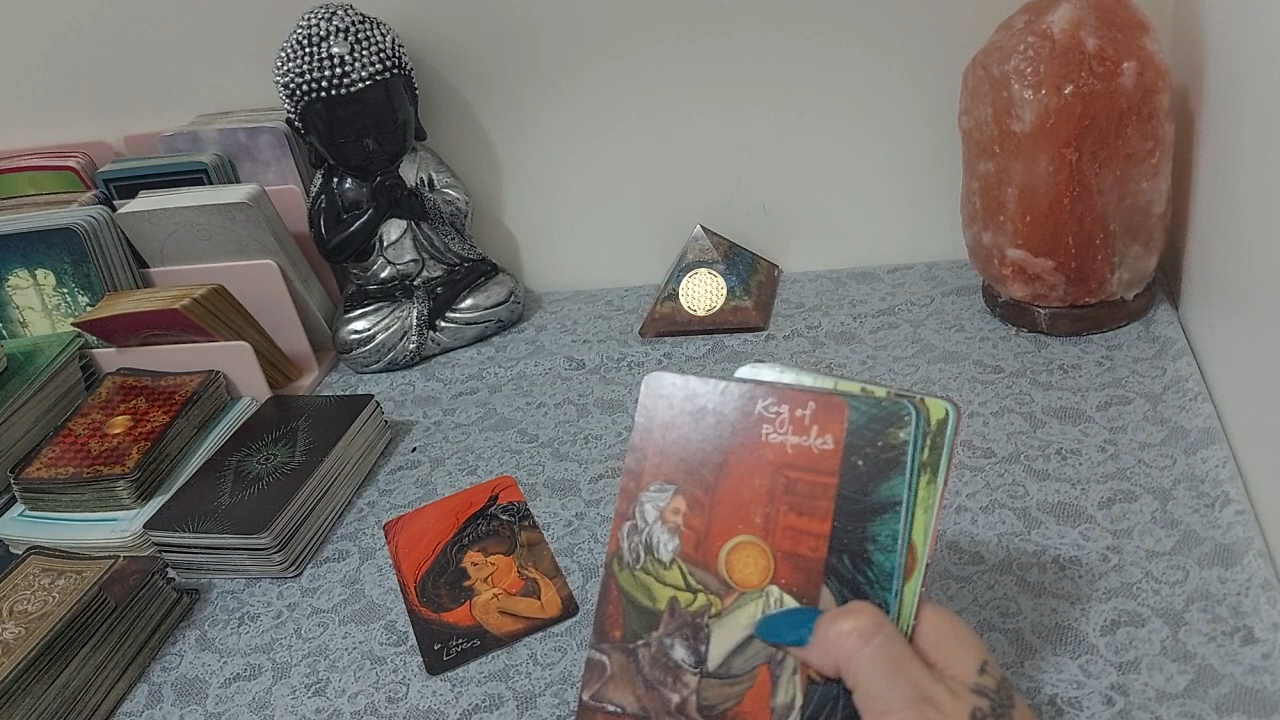 King of
Pentacles
6. the
Lovers